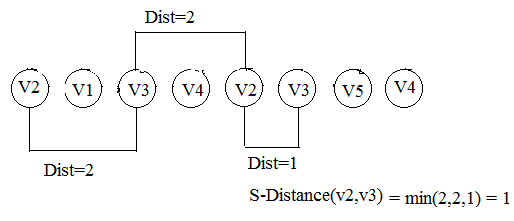 Dist=2
V2 V1 V3 V4 V2 V3 V5 V4
Dist=2
Dist=1
S-Distance(v2,v3) = min(2,2,1) = 1